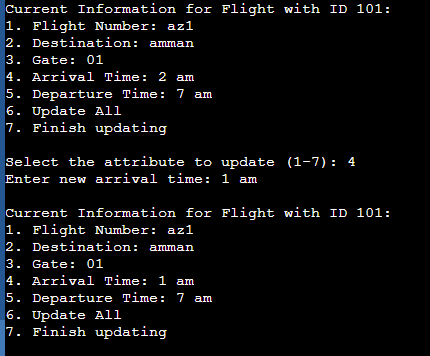 Current Information for Flight with ID 101:
1. Flight Number: az1
2. Destination: amman
3. Gate: 01
4. Arrival Time: 2 am
5. Departure Time: 7 am
6. Update All
7. Finish updating
Select the attribute to update (1-7): 4
Enter new arrival time: 1 am
Current Information for Flight with ID 101:
1. Flight Number: az1
2. Destination: amman
3. Gate: 01
4. Arrival Time: 1 am
5. Departure Time: 7 am
6. Update All
7. Finish updating